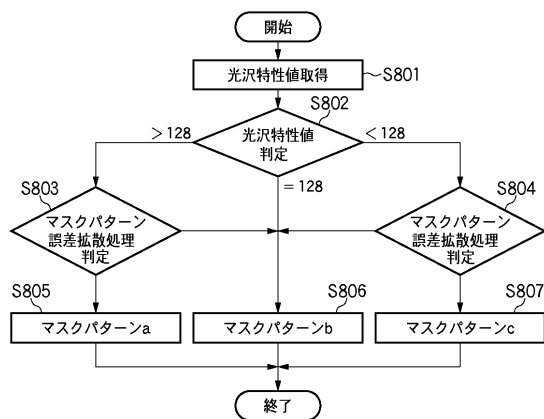 開始
光沢特性値取得
S801
S802
光沢特性値
判定
＞128
＜128
＝128
S803
マスクパターン
誤差拡散処理
判定
S804
マスクパターン
誤差拡散処理
判定
S805
マスクパターンa
S806
マスクパターンb
S807
マスクパターンc
終了